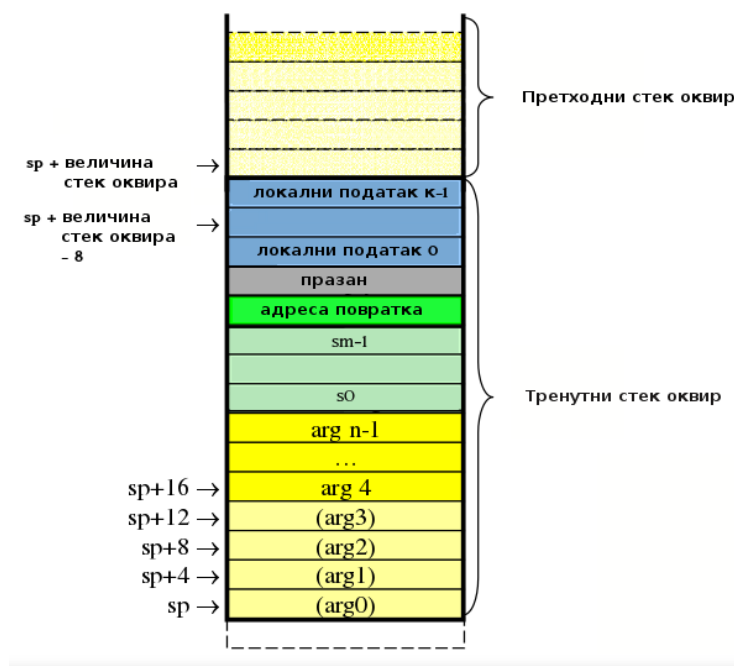 Претходни стек оквир
sp + величина
стек оквира
→
локални податак к-1
sp + величина
стек оквира
- 8
→
локални податак 0
празан
адреса повратка
sm-1
s0
Тренутни стек оквир
arg n-1
...
sp+16 → arg 4
sp+12 → (arg3)
sp+8 → (arg2)
sp+4 → (arg1)
sp → (arg0)